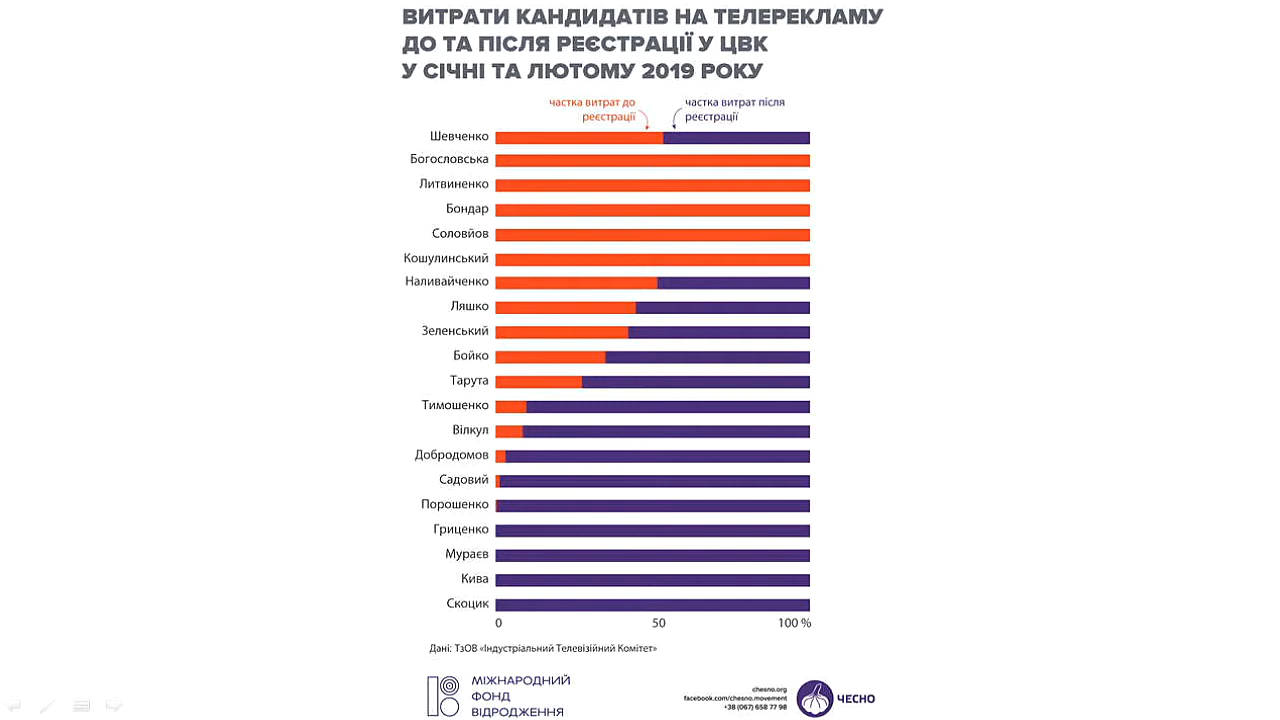 ВИТРАТИ КАНДИДАТІВ НА ТЕЛЕРЕКЛАМУ
ДО ТА ПІСЛЯ РЕЄСТРАЦІЇ У ЦВК
У СІЧНІ ТА ЛЮТОМУ 2019 РОКУ
частка витрат до
реєстрації
частка витрат після
реєстрації
Шевченко
Богословська
Литвиненко
Бондар
Соловйов
Кошулинський
Наливайченко
Ляшко
Зеленський
Бойко
Тарута
Тимошенко
Вілкул
Добродомов
Садовий
Порошенко
Гриценко
Мураєв
Кива
Скоцик
0 50 100 %
Дані: ТзОВ «Індустріальний Телевізійний Комітет»
МІЖНАРОДНИЙ
ФОНД
ВІДРОДЖЕННЯ
chesno.org
facebook.com/chesno.movement
+38 (067) 658 77 98
ЧЕСНО